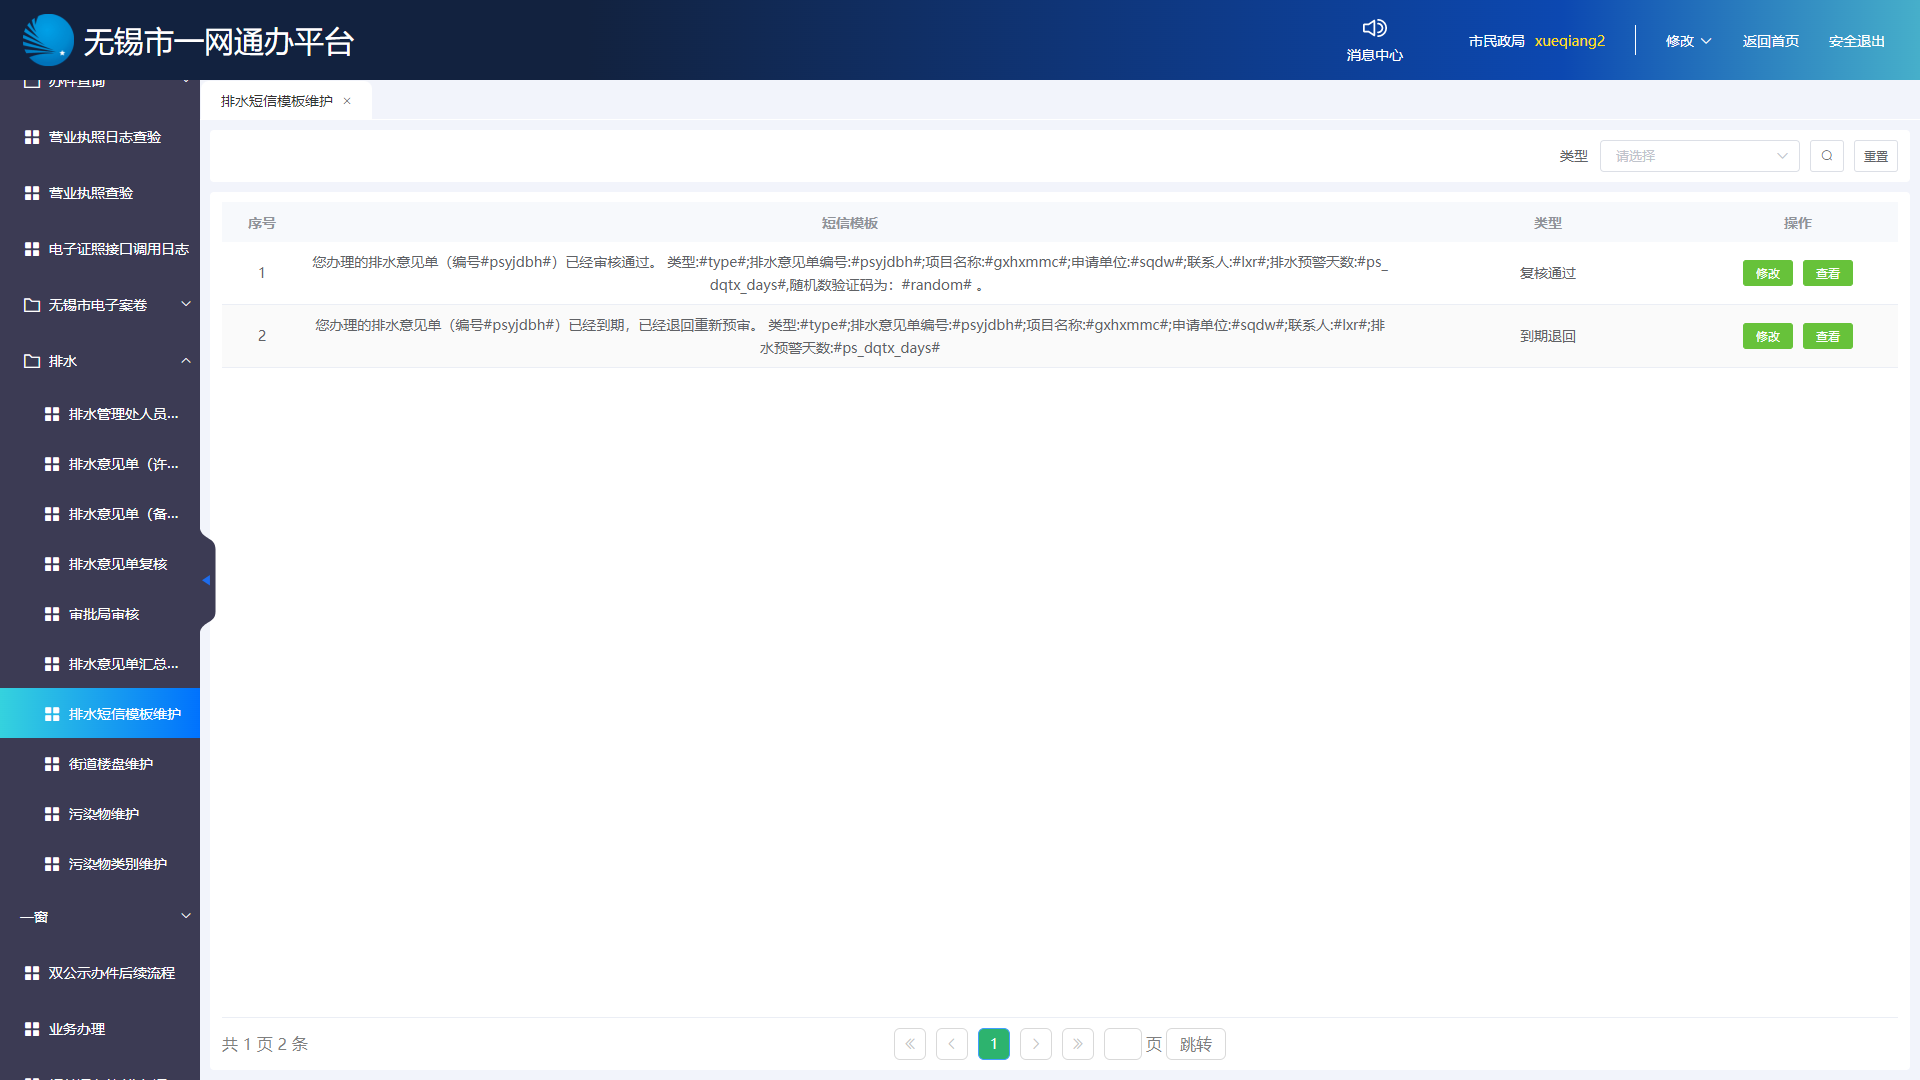 无锡市一网通办平台
消息中心
市民政局 xueqiang2
修改
返回首页
安全退出
办件查询
营业执照日志查验
营业执照查验
电子证照接口调用日志
无锡市电子案卷
排水
排水管理处人员...
排水意见单（许...
排水意见单（备...
排水意见单复核
审批局审核
排水意见单汇总...
排水短信模板维护
街道楼盘维护
污染物维护
污染物类别维护
一窗
双公示办件后续流程
业务办理
排水短信模板维护 ×
类型 请选择 重置
序号 短信模板 类型 操作
1 您办理的排水意见单（编号#psyjdbh#）已经审核通过。 类型:#type#;排水意见单编号:#psyjdbh#;项目名称:#gxhxmmc#;申请单位:#sqdw#;联系人:#lxr#;排水预警天数:#ps_
dqtx_days#,随机数验证码为：#random# 。 复核通过 修改 查看
2 您办理的排水意见单（编号#psyjdbh#）已经到期，已经退回重新预审。 类型:#type#;排水意见单编号:#psyjdbh#;项目名称:#gxhxmmc#;申请单位:#sqdw#;联系人:#lxr#;排
水预警天数:#ps_dqtx_days# 到期退回 修改 查看
共 1 页 2 条
1 页 跳转